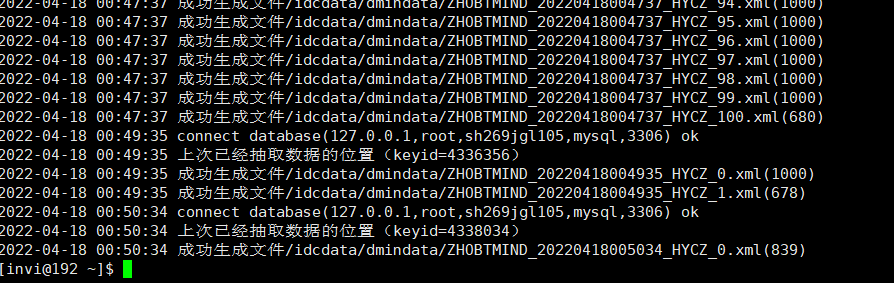 2022-04-18 00:47:37 成功生成文件/idcdata/dmindata/ZHOBTMIND_20220418004737_HYCZ_94.xml(1000)
2022-04-18 00:47:37 成功生成文件/idcdata/dmindata/ZHOBTMIND_20220418004737_HYCZ_95.xml(1000)
2022-04-18 00:47:37 成功生成文件/idcdata/dmindata/ZHOBTMIND_20220418004737_HYCZ_96.xml(1000)
2022-04-18 00:47:37 成功生成文件/idcdata/dmindata/ZHOBTMIND_20220418004737_HYCZ_97.xml(1000)
2022-04-18 00:47:37 成功生成文件/idcdata/dmindata/ZHOBTMIND_20220418004737_HYCZ_98.xml(1000)
2022-04-18 00:47:37 成功生成文件/idcdata/dmindata/ZHOBTMIND_20220418004737_HYCZ_99.xml(1000)
2022-04-18 00:47:37 成功生成文件/idcdata/dmindata/ZHOBTMIND_20220418004737_HYCZ_100.xml(680)
2022-04-18 00:49:35 connect database(127.0.0.1,root,sh269jgl105,mysql,3306) ok
2022-04-18 00:49:35 上次已经抽取数据的位置（keyid=4336356）
2022-04-18 00:49:35 成功生成文件/idcdata/dmindata/ZHOBTMIND_20220418004935_HYCZ_0.xml(1000)
2022-04-18 00:49:35 成功生成文件/idcdata/dmindata/ZHOBTMIND_20220418004935_HYCZ_1.xml(678)
2022-04-18 00:50:34 connect database(127.0.0.1,root,sh269jgl105,mysql,3306) ok
2022-04-18 00:50:34 上次已经抽取数据的位置（keyid=4338034）
2022-04-18 00:50:34 成功生成文件/idcdata/dmindata/ZHOBTMIND_20220418005034_HYCZ_0.xml(839)
[invi@192 ~]$